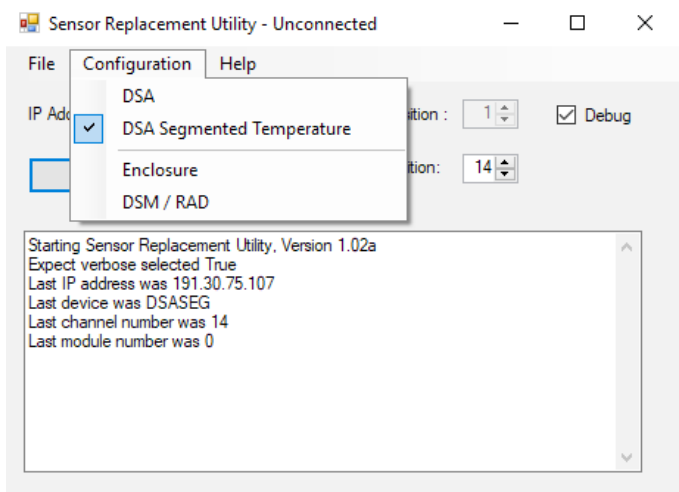 Sensor Replacement Utility - Unconnected
File Configuration Help
DSA
DSA Segmented Temperature
Enclosure
DSM / RAD
IP Add
sition : 1
Debug
ition: 14
Starting Sensor Replacement Utility, Version 1.02a
Expect verbose selected True
Last IP address was 191.30.75.107
Last device was DSASEG
Last channel number was 14
Last module number was 0